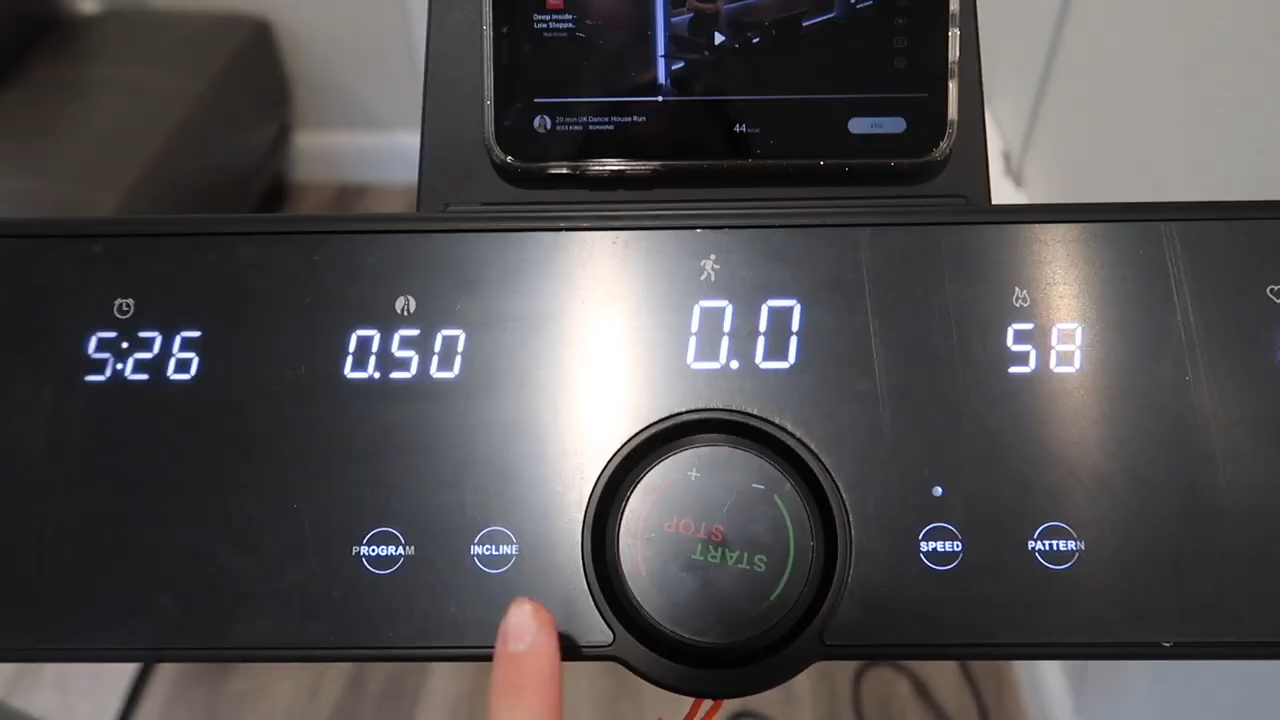 Deep Inside -
Low Steppa..
20 min UK Dance House Run
JESS KING RUNNING
44 kcal
5:26
0.50
0.0
58
+ −
STOP
START
PROGRAM
INCLINE
SPEED
PATTERN